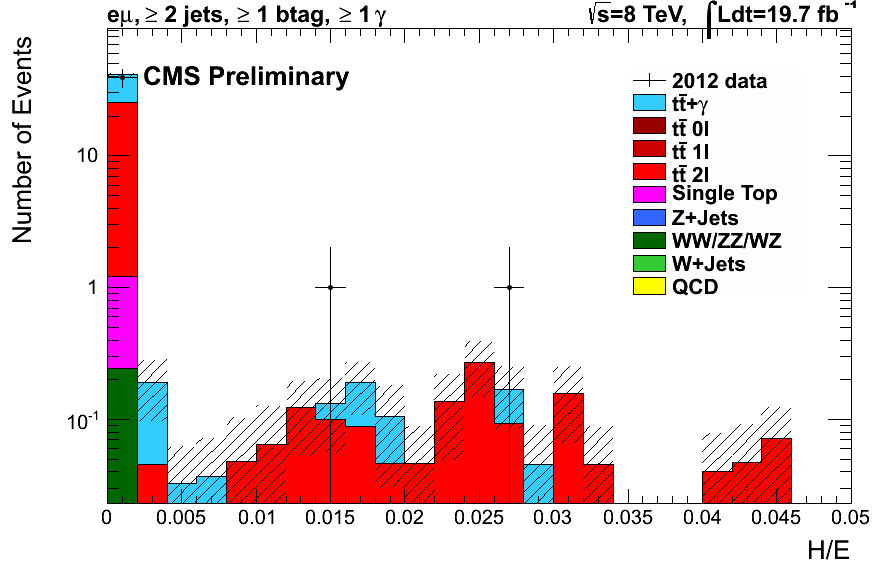 eμ, ≥ 2 jets, ≥ 1 btag, ≥ 1 γ √s=8 TeV, ∫Ldt=19.7 fb⁻¹
CMS Preliminary
2012 data
tt̄+γ
tt̄ 0l
tt̄ 1l
tt̄ 2l
Single Top
Z+Jets
WW/ZZ/WZ
W+Jets
QCD
Number of Events
10
1
10⁻¹
0 0.005 0.01 0.015 0.02 0.025 0.03 0.035 0.04 0.045 0.05
H/E